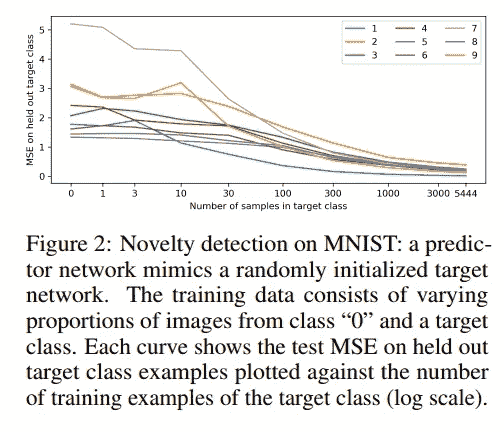 5
1 4 7
2 5 8
3 6 9
4
3
2
1
0
MSE on held out target class
0 1 3 10 30 100 300 1000 3000 5444
Number of samples in target class
Figure 2: Novelty detection on MNIST: a predic-
tor network mimics a randomly initialized target
network. The training data consists of varying
proportions of images from class “0” and a target
class. Each curve shows the test MSE on held out
target class examples plotted against the number
of training examples of the target class (log scale).